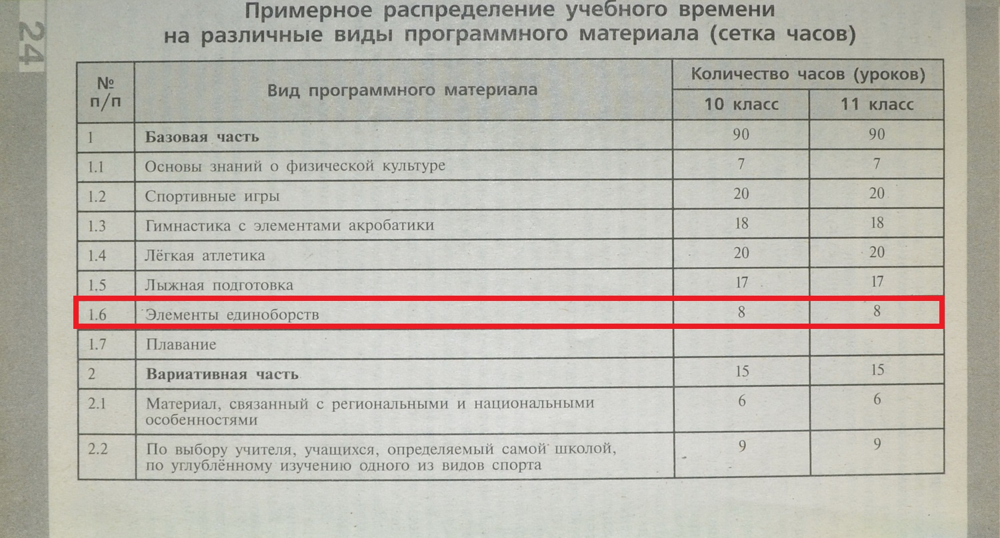 24
Примерное распределение учебного времени
на различные виды программного материала (сетка часов)
№ п/п Вид программного материала Количество часов (уроков)
10 класс 11 класс
1 Базовая часть 90 90
1.1 Основы знаний о физической культуре 7 7
1.2 Спортивные игры 20 20
1.3 Гимнастика с элементами акробатики 18 18
1.4 Лёгкая атлетика 20 20
1.5 Лыжная подготовка 17 17
1.6 Элементы единоборств 8 8
1.7 Плавание
2 Вариативная часть 15 15
2.1 Материал, связанный с региональными и национальными 6 6
особенностями
2.2 По выбору учителя, учащихся, определяемый самой школой, 9 9
по углублённому изучению одного из видов спорта